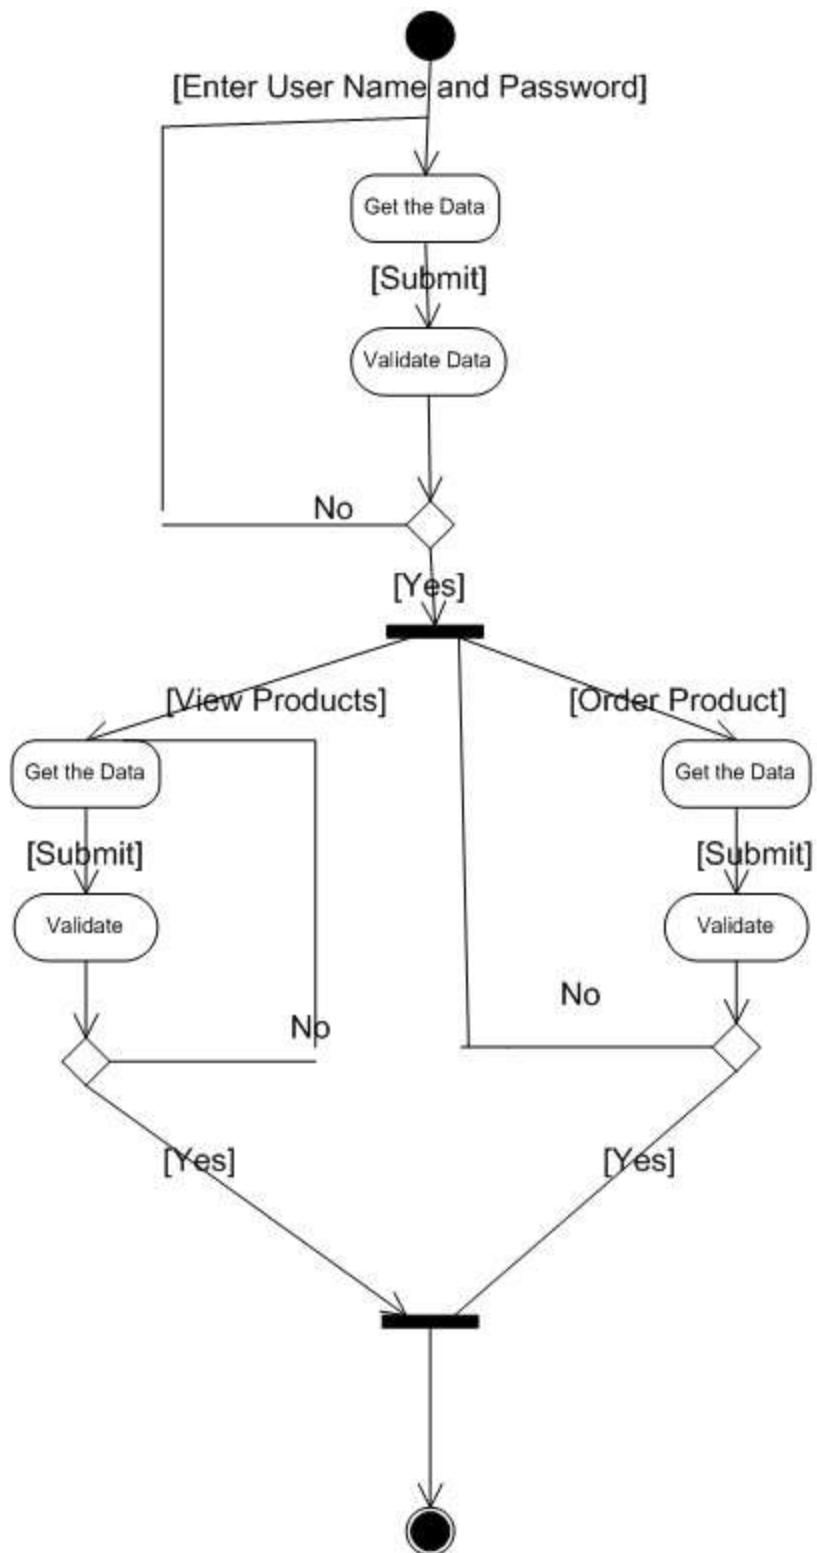 [Enter User Name and Password]
Get the Data
[Submit]
Validate Data
No
[Yes]
[View Products]
[Order Product]
Get the Data
Get the Data
[Submit]
[Submit]
Validate
Validate
No
No
[Yes]
[Yes]